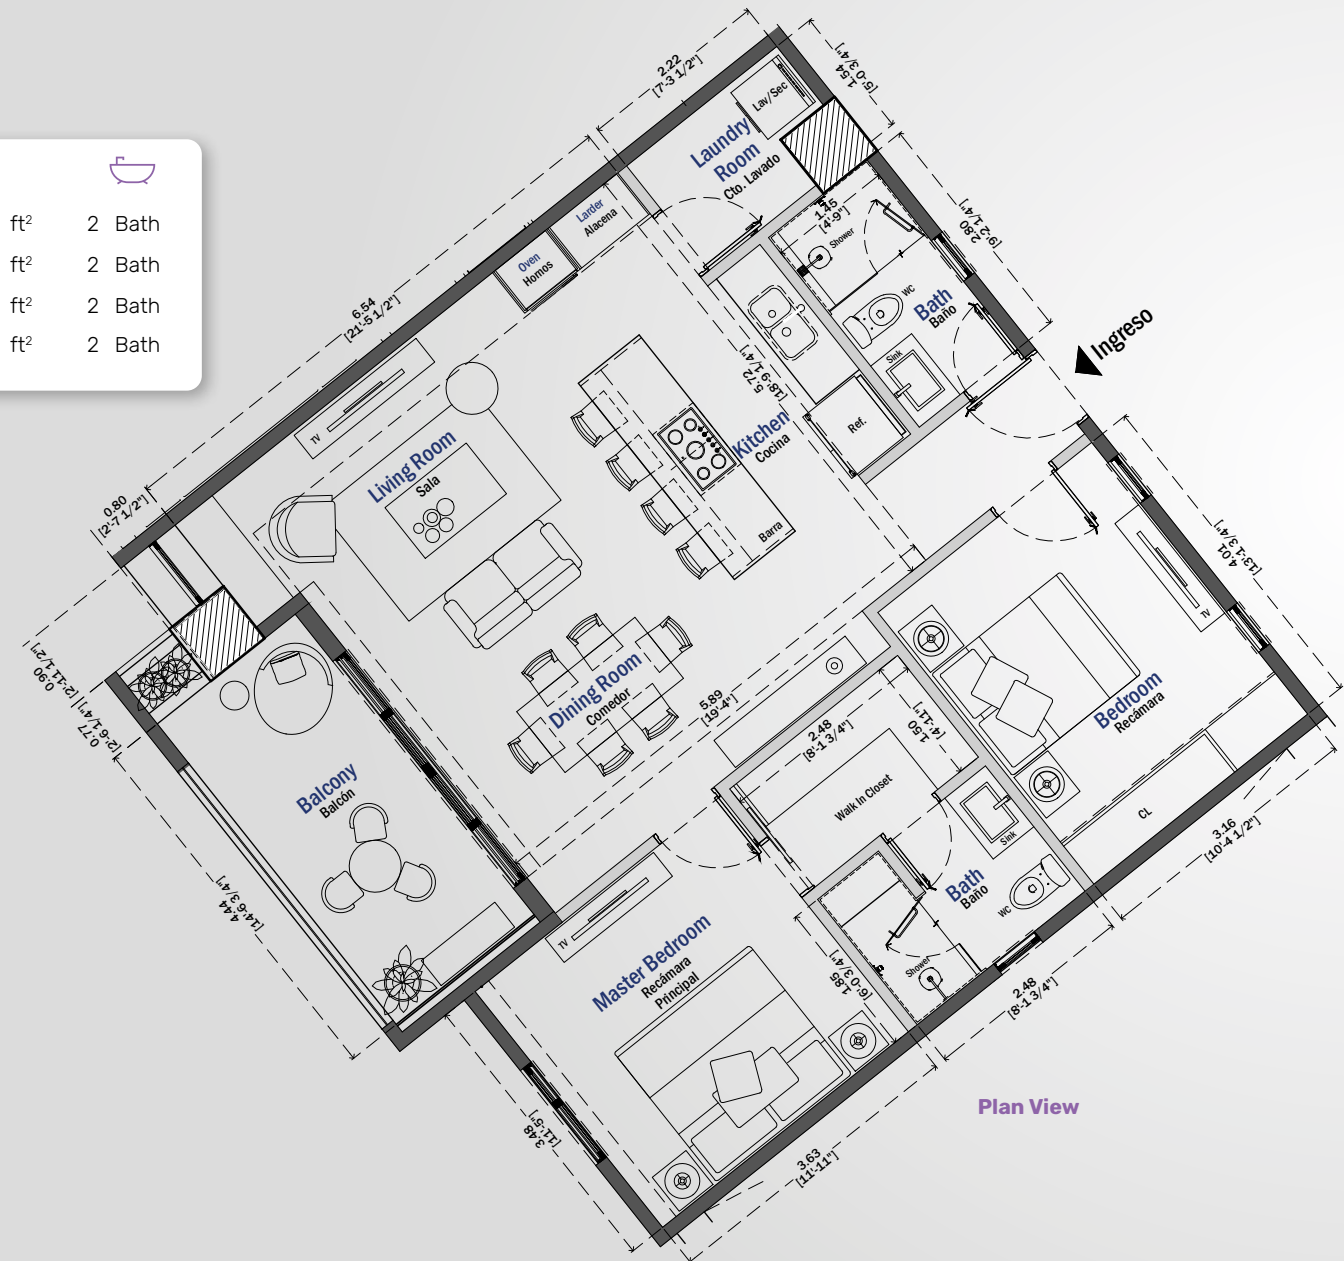 ft² 2 Bath
ft² 2 Bath
ft² 2 Bath
ft² 2 Bath
2.22
[7'-3 1/2"]
1.54
[5'-0 3/4"]
Lav/Sec
Laundry
Room
Cto. Lavado
1.45
[4'-9"]
Shower
2.80
[9'-2 1/4"]
WC
Bath
Baño
Sink
Ingreso
Larder
Alacena
Oven
Hornos
6.54
[21'-5 1/2"]
5.72
[18'-9 1/4"]
TV
Living Room
Sala
Kitchen
Cocina
Ref.
Barra
0.80
[2'-7 1/2"]
4.01
[13'-1 3/4"]
TV
0.90
[2'-11 1/2"]
0.77
[2'-6 1/4"]
Dining Room
Comedor
5.89
[19'-4"]
Bedroom
Recámara
2.48
[8'-1 3/4"]
1.50
[4'-11"]
Balcony
Balcón
Walk In Closet
CL
Sink
3.16
[10'-4 1/2"]
4.44
[14'-6 3/4"]
Bath
Baño
WC
TV
Master Bedroom
Recámara
Principal
1.85
[6'-0 3/4"]
Shower
2.48
[8'-1 3/4"]
Plan View
3.48
[11'-5"]
3.63
[11'-11"]